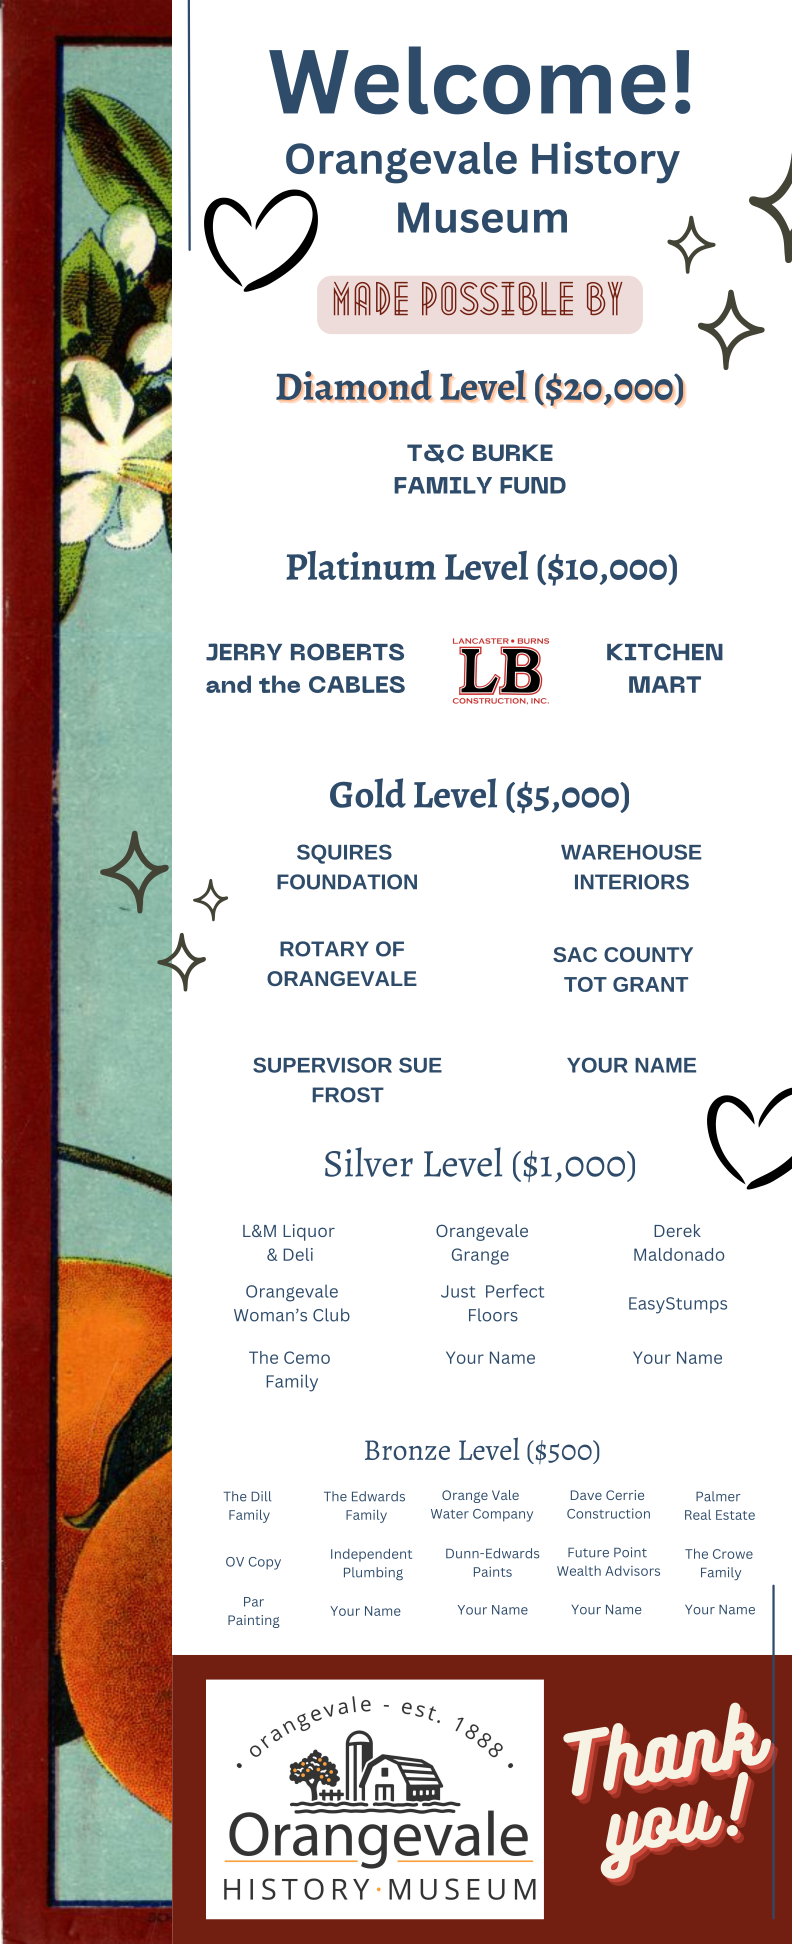 Welcome!
Orangevale History
Museum
MADE POSSIBLE BY
Diamond Level ($20,000)
T&C BURKE
FAMILY FUND
Platinum Level ($10,000)
JERRY ROBERTS
and the CABLES
LANCASTER • BURNS
LB
CONSTRUCTION, INC.
KITCHEN
MART
Gold Level ($5,000)
SQUIRES
FOUNDATION
WAREHOUSE
INTERIORS
ROTARY OF
ORANGEVALE
SAC COUNTY
TOT GRANT
SUPERVISOR SUE
FROST
YOUR NAME
Silver Level ($1,000)
L&M Liquor
& Deli
Orangevale
Grange
Derek
Maldonado
Orangevale
Woman’s Club
Just Perfect
Floors
EasyStumps
The Cemo
Family
Your Name
Your Name
Bronze Level ($500)
The Dill
Family
The Edwards
Family
Orange Vale
Water Company
Dave Cerrie
Construction
Palmer
Real Estate
OV Copy
Independent
Plumbing
Dunn-Edwards
Paints
Future Point
Wealth Advisors
The Crowe
Family
Par
Painting
Your Name
Your Name
Your Name
Your Name
• orangevale - est. 1888 •
Orangevale
HISTORY·MUSEUM
Thank
you!